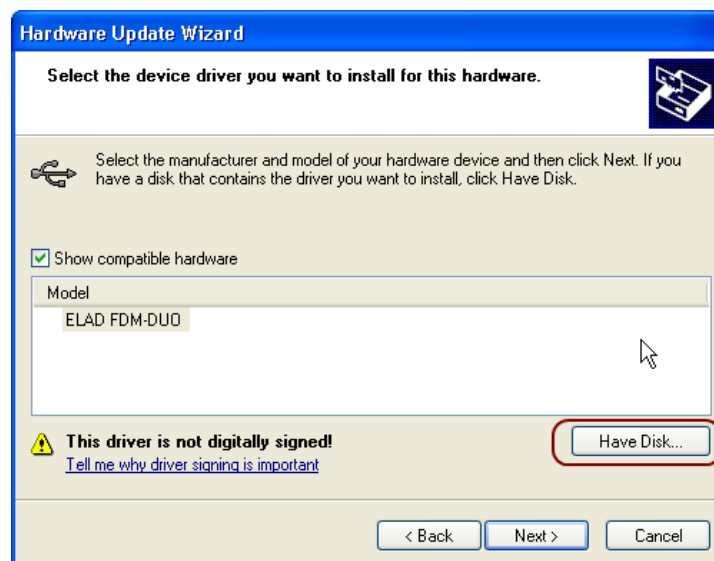 Hardware Update Wizard
Select the device driver you want to install for this hardware.
Select the manufacturer and model of your hardware device and then click Next. If you
have a disk that contains the driver you want to install, click Have Disk.
Show compatible hardware
Model
ELAD FDM-DUO
This driver is not digitally signed!
Have Disk...
Tell me why driver signing is important
< Back
Next >
Cancel